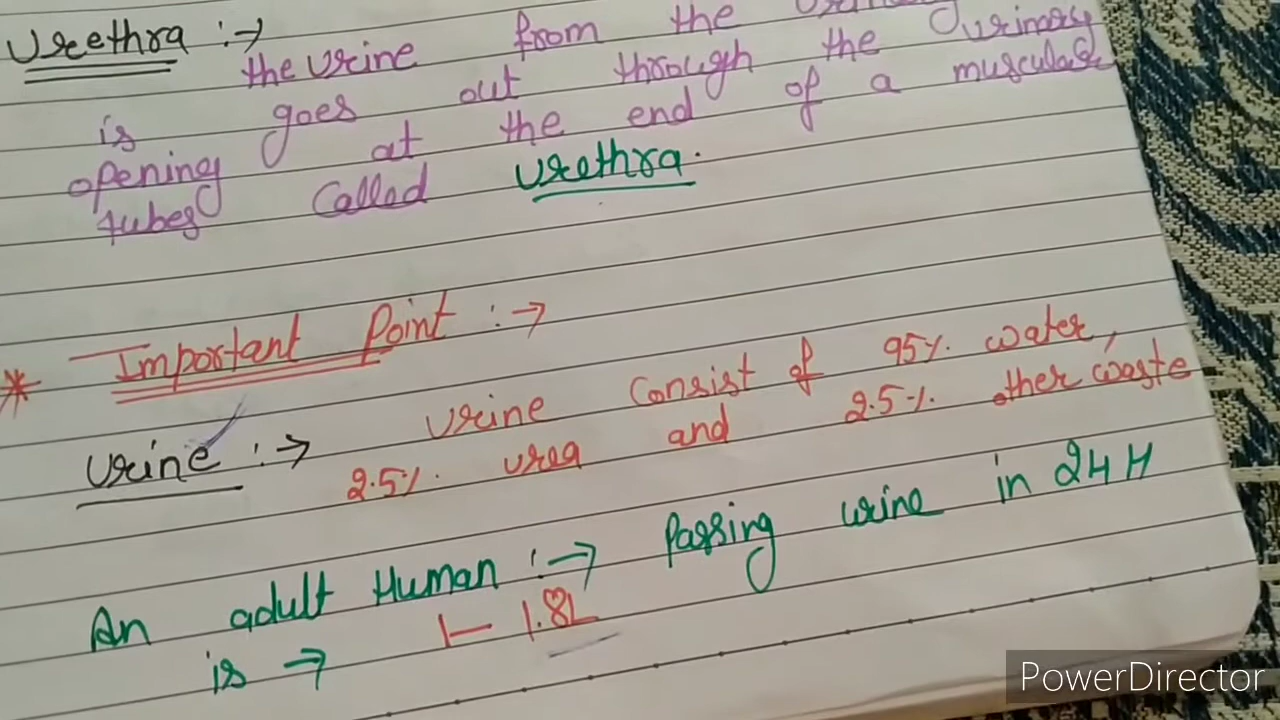 Urethra :→
the urine from the
is goes out through the urinary
opening at the end of a muscular
tubes called urethra.
* Important Point :→
Urine :→ Urine consist of 95% water,
2.5% urea and 2.5% other waste
An adult Human :→ Passing urine in 24 H
is → 1 – 1.8L
PowerDirector